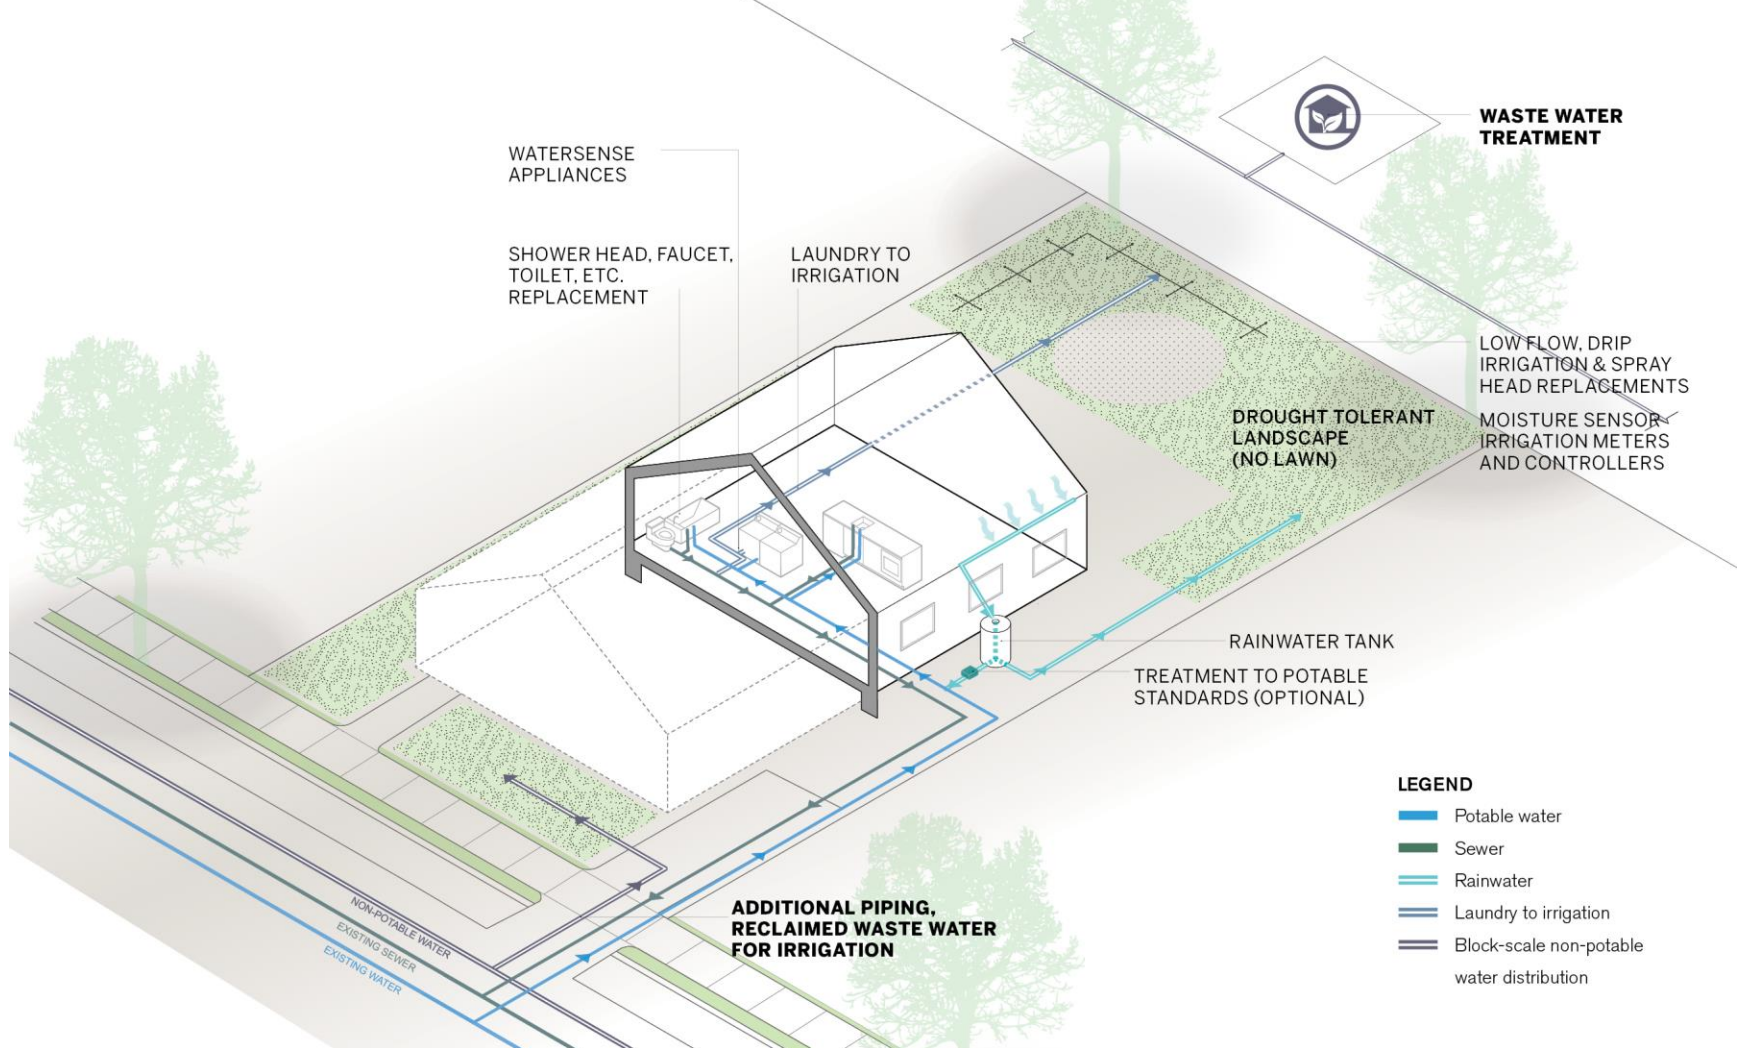 WASTE WATER
TREATMENT
WATERSENSE
APPLIANCES
SHOWER HEAD, FAUCET,
TOILET, ETC.
REPLACEMENT
LAUNDRY TO
IRRIGATION
LOW FLOW, DRIP
IRRIGATION & SPRAY
HEAD REPLACEMENTS
MOISTURE SENSOR
IRRIGATION METERS
AND CONTROLLERS
DROUGHT TOLERANT
LANDSCAPE
(NO LAWN)
RAINWATER TANK
TREATMENT TO POTABLE
STANDARDS (OPTIONAL)
ADDITIONAL PIPING,
RECLAIMED WASTE WATER
FOR IRRIGATION
NON-POTABLE WATER
EXISTING SEWER
EXISTING WATER
LEGEND
Potable water
Sewer
Rainwater
Laundry to irrigation
Block-scale non-potable
water distribution